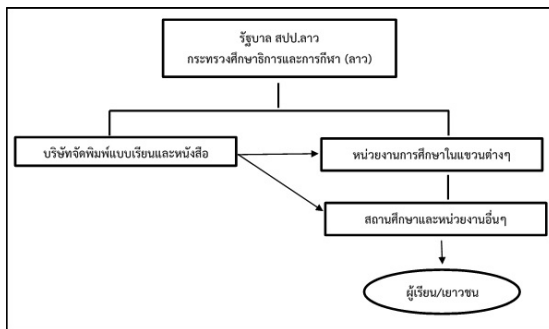 รัฐบาล สปป.ลาว
กระทรวงศึกษาธิการและการกีฬา (ลาว)
บริษัทจัดพิมพ์แบบเรียนและหนังสือ
หน่วยงานการศึกษาในแขวนต่างๆ
สถานศึกษาและหน่วยงานอื่นๆ
ผู้เรียน/เยาวชน